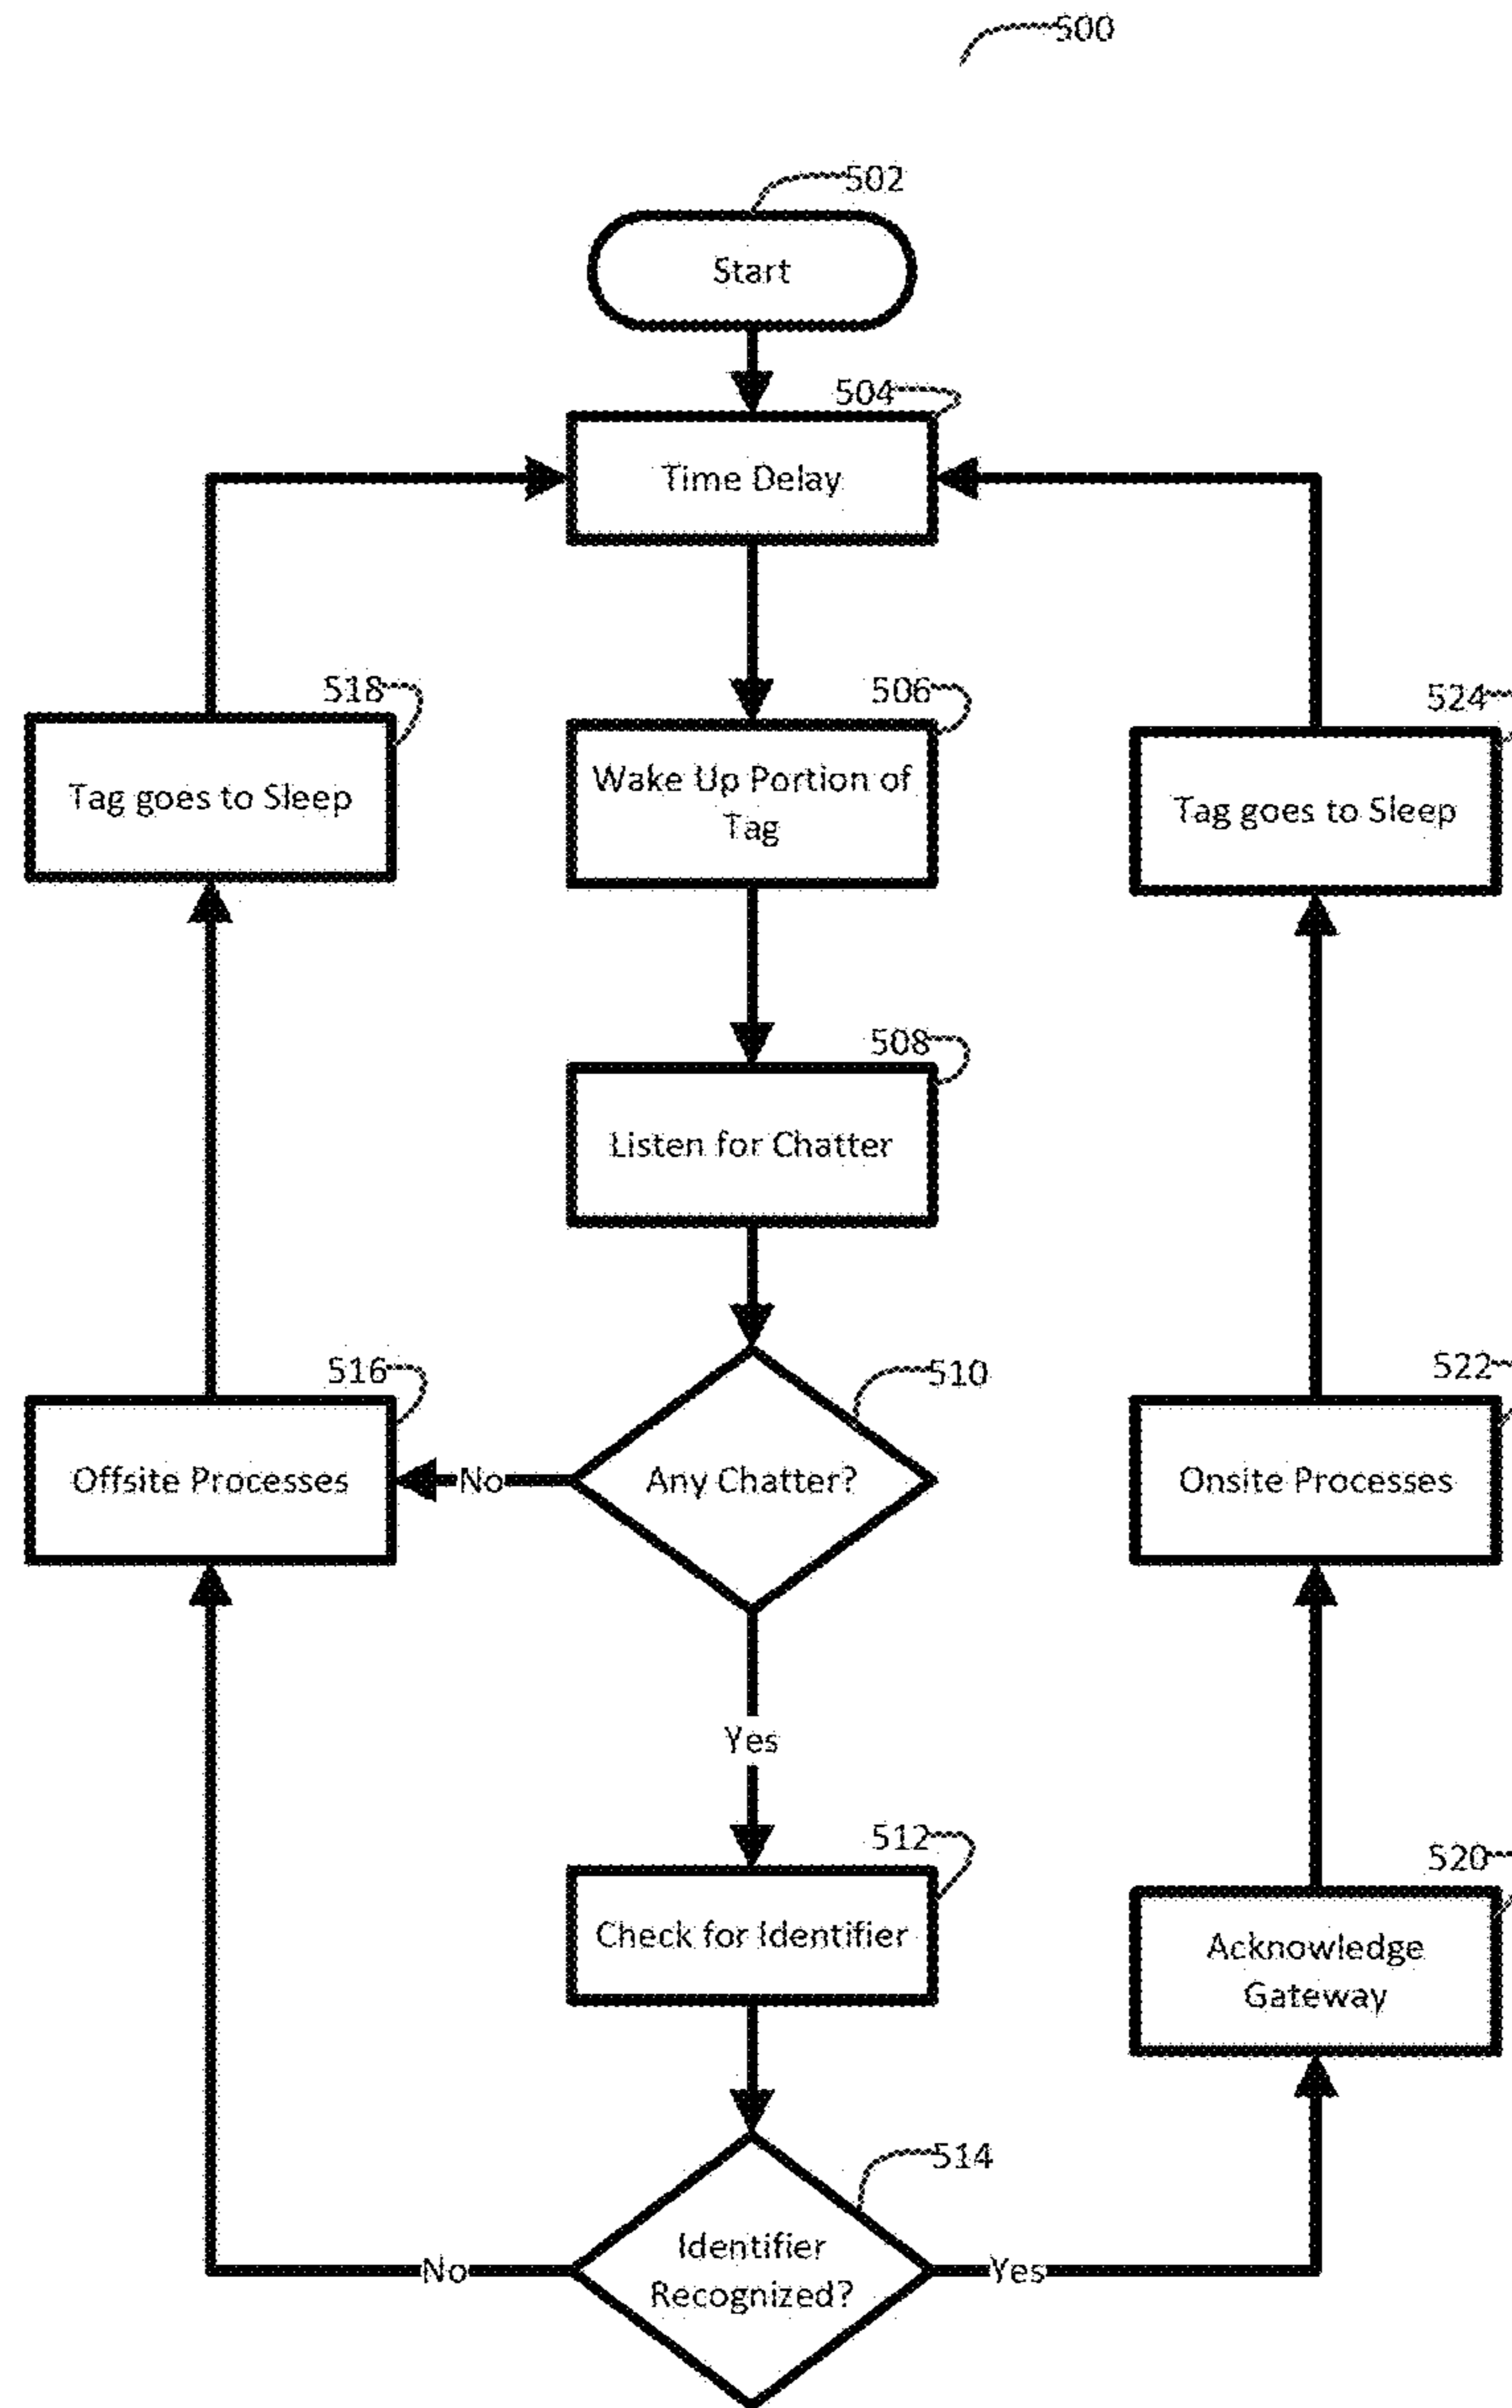 500
502
Start
504
Time Delay
518
506
524
Tag goes to Sleep
Wake Up Portion of
Tag
Tag goes to Sleep
508
Listen for Chatter
516
510
522
Offsite Processes
No
Any Chatter?
Onsite Processes
Yes
512
520
Check for Identifier
Acknowledge
Gateway
514
Identifier
Recognized?
No
Yes